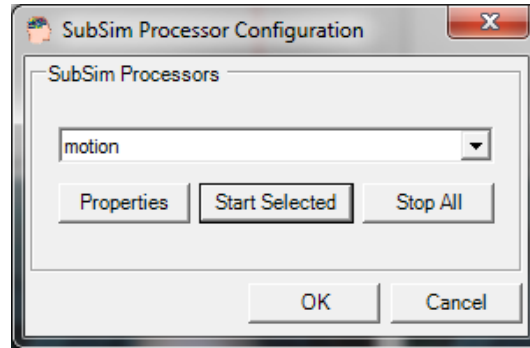 SubSim Processor Configuration
SubSim Processors
motion
Properties Start Selected Stop All
OK Cancel